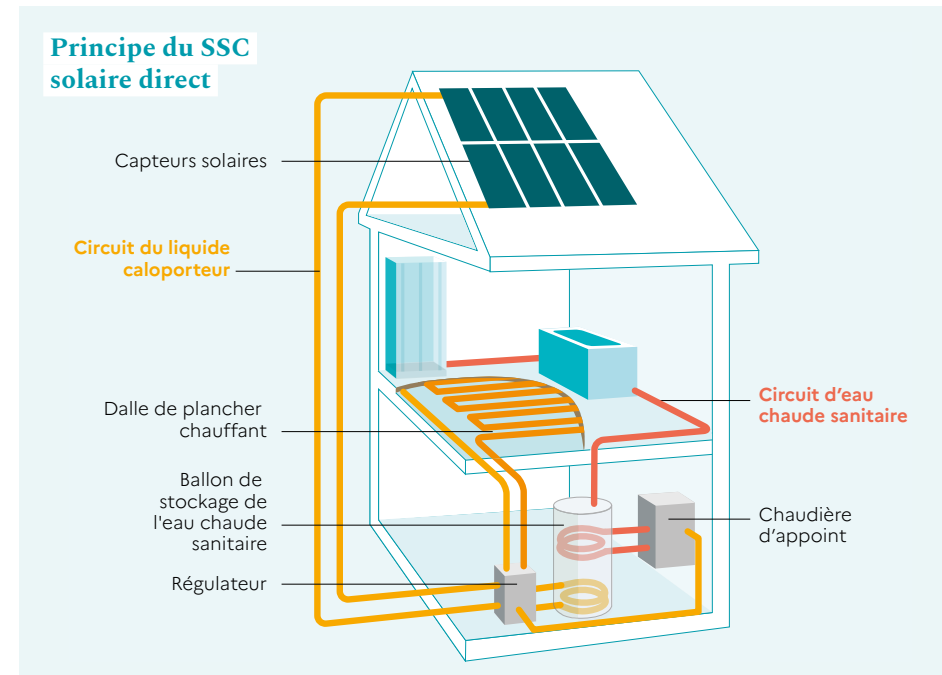 Principe du SSC
solaire direct
Capteurs solaires
Circuit du liquide
caloporteur
Dalle de plancher
chauffant
Circuit d’eau
chaude sanitaire
Ballon de
stockage de
l'eau chaude
sanitaire
Chaudière
d’appoint
Régulateur